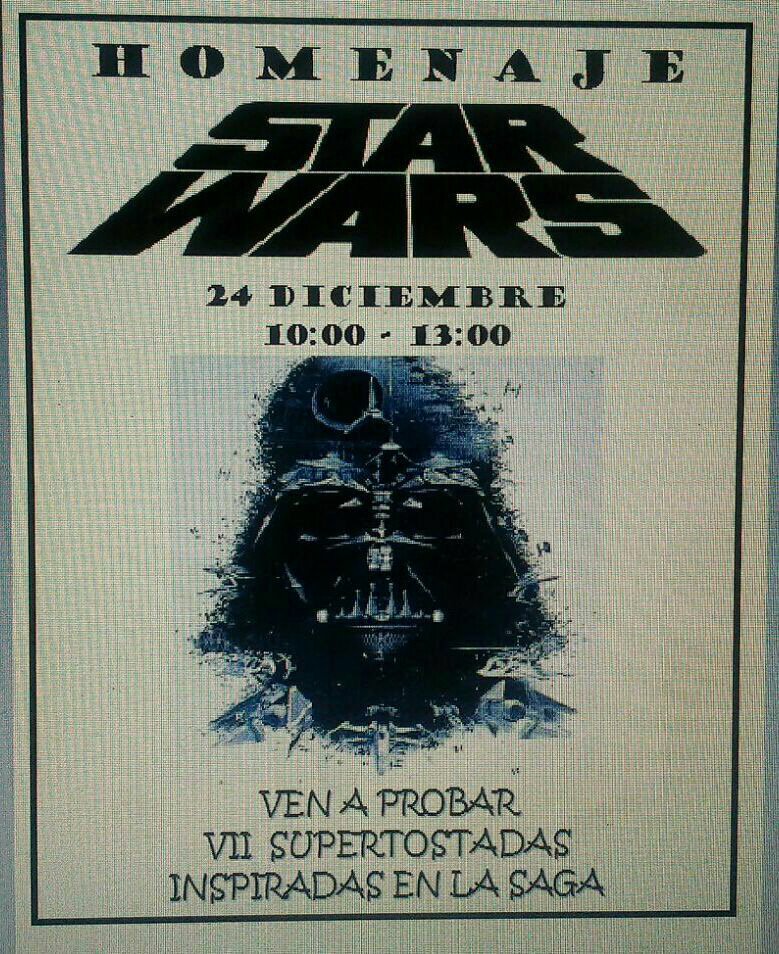 HOMENAJE
STAR
WARS
24 DICIEMBRE
10:00 - 13:00
VEN A PROBAR
VII SUPERTOSTADAS
INSPIRADAS EN LA SAGA